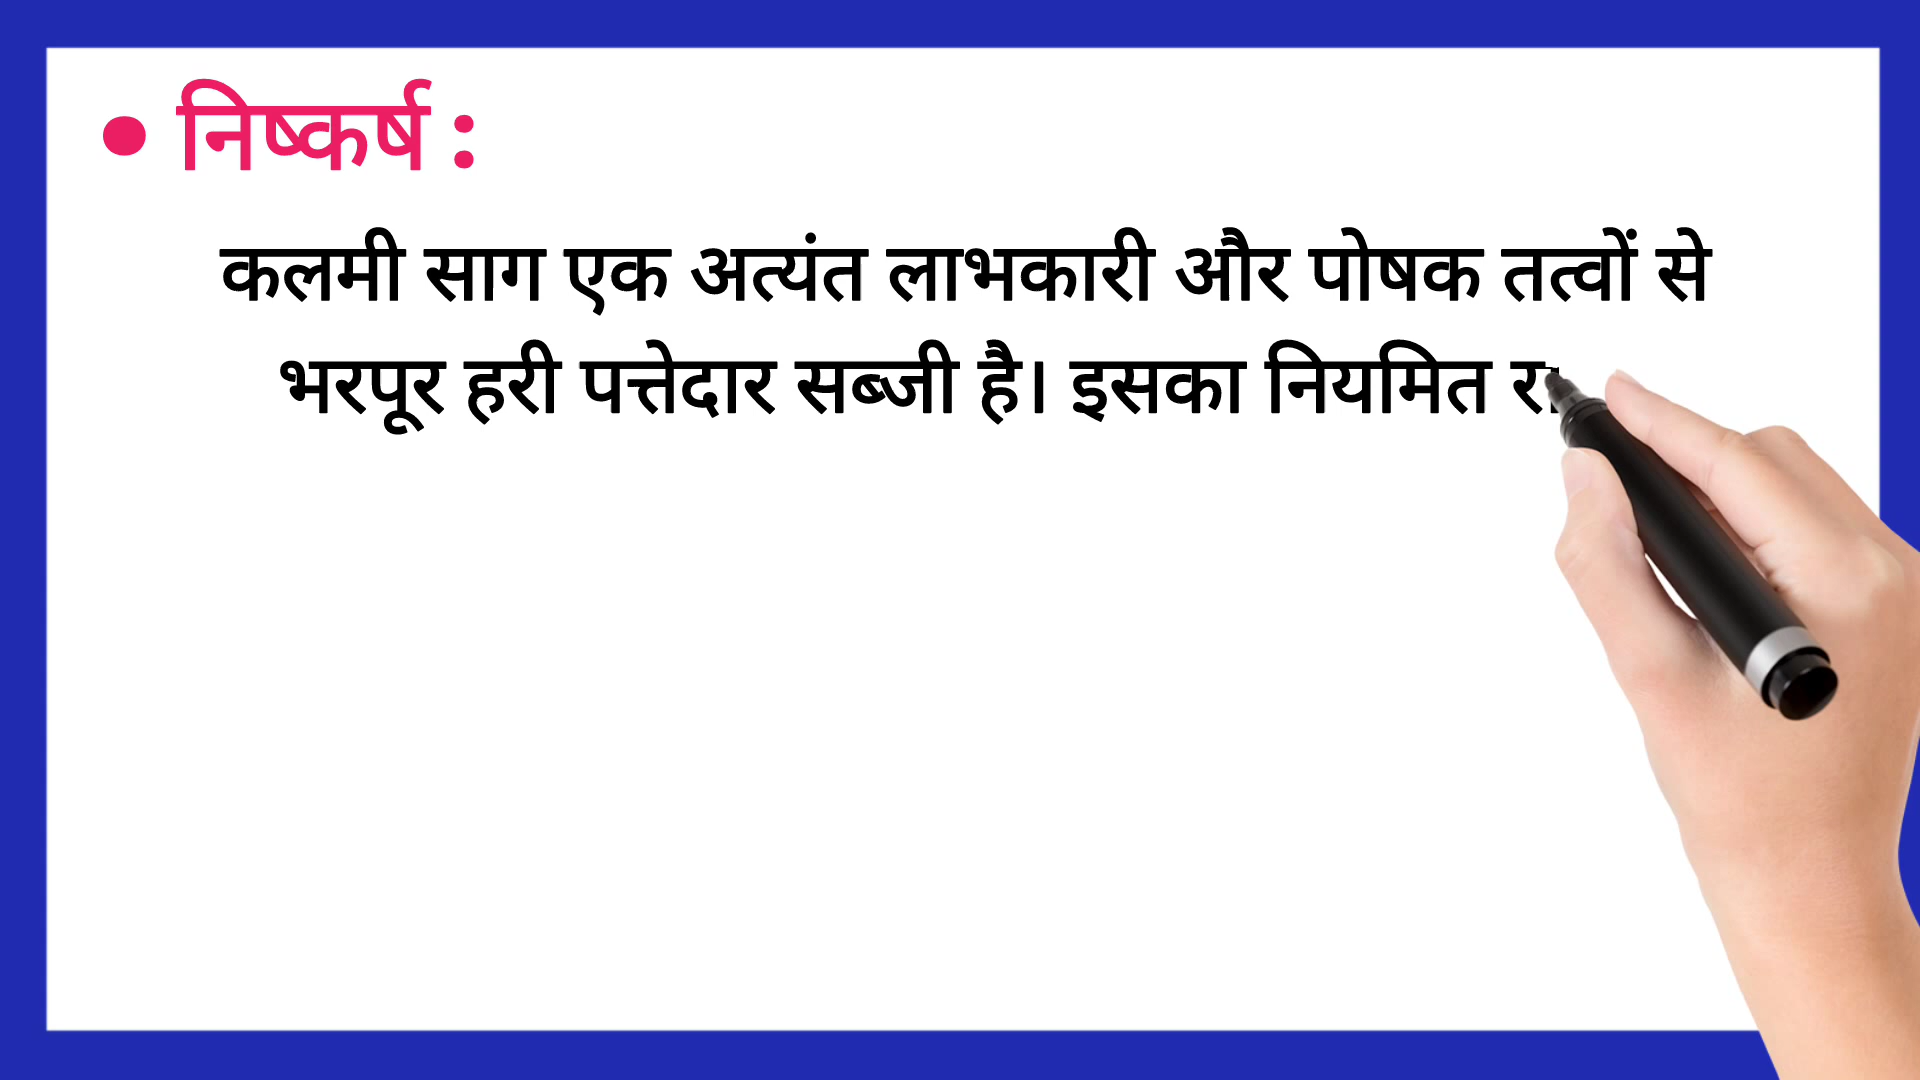 • निष्कर्ष :
कलमी साग एक अत्यंत लाभकारी और पोषक तत्वों से
भरपूर हरी पत्तेदार सब्जी है। इसका नियमित